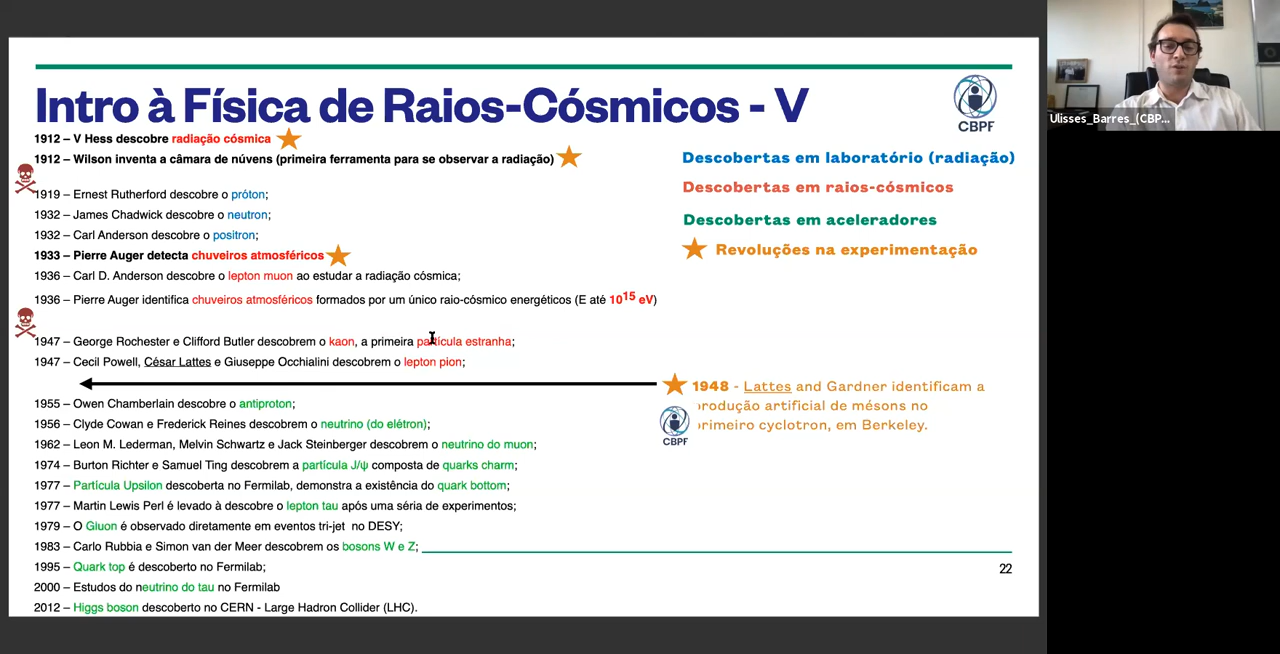 Intro à Física de Raios-Cósmicos - V
CBPF
1912 – V Hess descobre radiação cósmica
1912 – Wilson inventa a câmara de núvens (primeira ferramenta para se observar a radiação)
1919 – Ernest Rutherford descobre o próton;
1932 – James Chadwick descobre o neutron;
1932 – Carl Anderson descobre o positron;
1933 – Pierre Auger detecta chuveiros atmosféricos
1936 – Carl D. Anderson descobre o lepton muon ao estudar a radiação cósmica;
1936 – Pierre Auger identifica chuveiros atmosféricos formados por um único raio-cósmico energéticos (E até 10^15 eV)
1947 – George Rochester e Clifford Butler descobrem o kaon, a primeira partícula estranha;
1947 – Cecil Powell, César Lattes e Giuseppe Occhialini descobrem o lepton pion;
1955 – Owen Chamberlain descobre o antiproton;
1956 – Clyde Cowan e Frederick Reines descobrem o neutrino (do elétron);
1962 – Leon M. Lederman, Melvin Schwartz e Jack Steinberger descobrem o neutrino do muon;
1974 – Burton Richter e Samuel Ting descobrem a partícula J/ψ composta de quarks charm;
1977 – Partícula Upsilon descoberta no Fermilab, demonstra a existência do quark bottom;
1977 – Martin Lewis Perl é levado à descobre o lepton tau após uma séria de experimentos;
1979 – O Gluon é observado diretamente em eventos tri-jet no DESY;
1983 – Carlo Rubbia e Simon van der Meer descobrem os bosons W e Z;
1995 – Quark top é descoberto no Fermilab;
2000 – Estudos do neutrino do tau no Fermilab
2012 – Higgs boson descoberto no CERN - Large Hadron Collider (LHC).
Descobertas em laboratório (radiação)
Descobertas em raios-cósmicos
Descobertas em aceleradores
Revoluções na experimentação
1948 - Lattes and Gardner identificam a
produção artificial de mésons no
primeiro cyclotron, em Berkeley.
CBPF
22
Ulisses_Barres_(CBP...